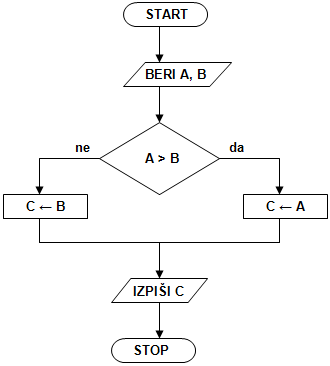 START
BERI A, B
A > B
ne
da
C ← B
C ← A
IZPIŠI C
STOP